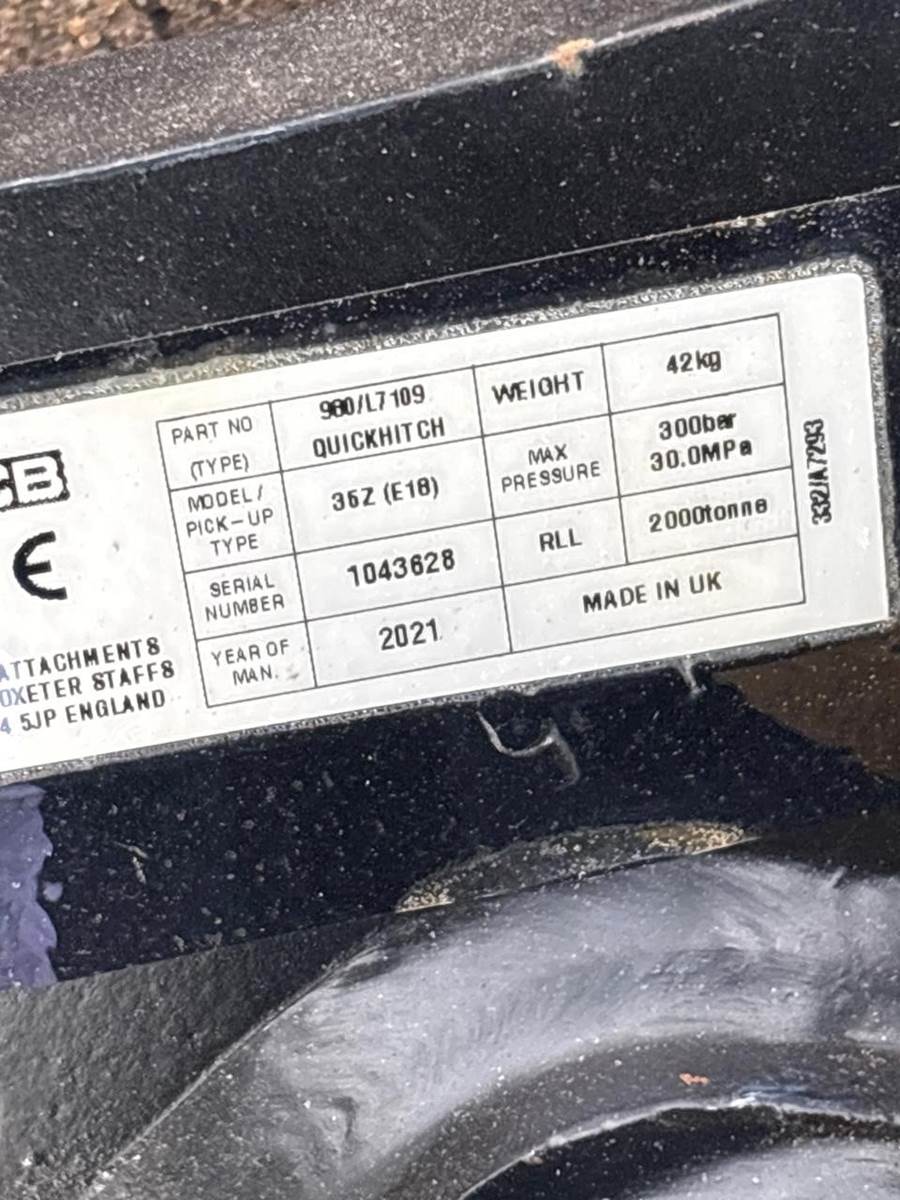 PART NO
(TYPE)
980/L7109
QUICKHITCH
WEIGHT
42kg
MODEL/
PICK-UP
TYPE
36Z (E18)
MAX
PRESSURE
300bar
30.0MPa
SERIAL
NUMBER
1043628
RLL
2000tonne
YEAR OF
MAN.
2021
MADE IN UK
332/A7293
CB
CE
ATTACHMENTS
OXETER STAFFS
4 5JP ENGLAND